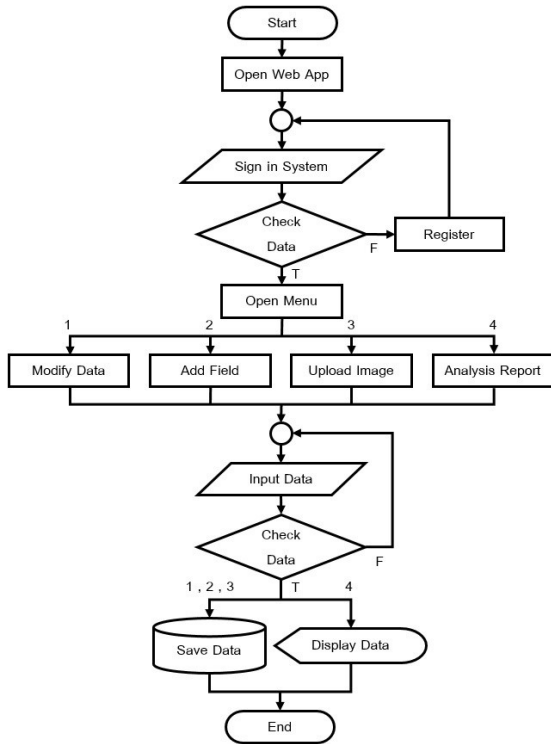 Start
Open Web App
Sign in System
Check
Data
F
Register
T
Open Menu
1
2
3
4
Modify Data
Add Field
Upload Image
Analysis Report
Input Data
Check
Data
F
1 , 2 , 3
T
4
Save Data
Display Data
End